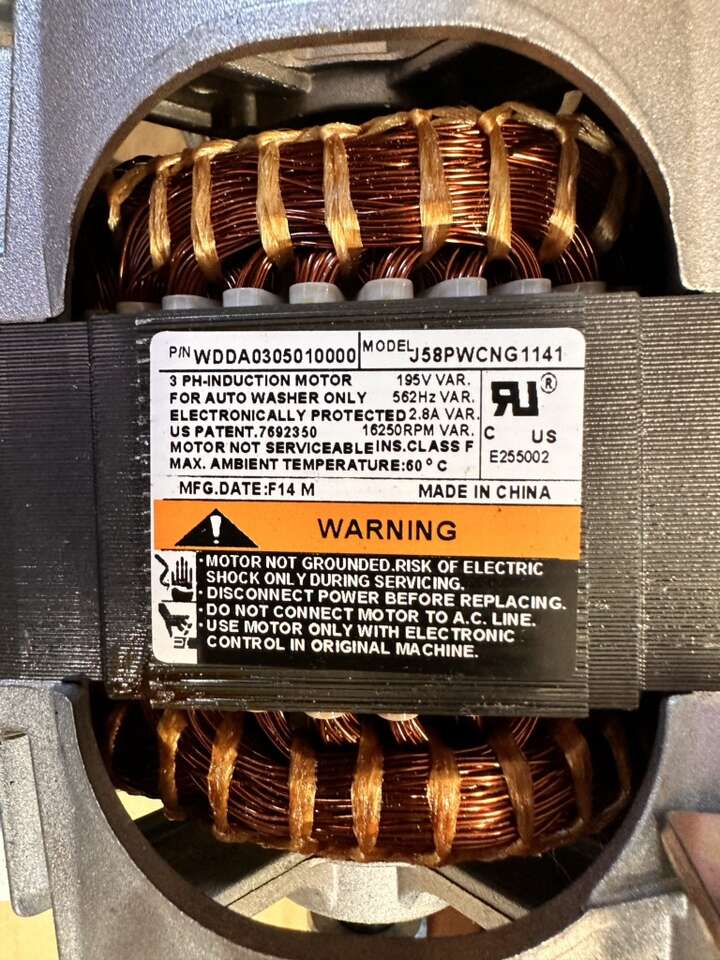 P/N WDDA0305010000 MODEL J58PWCNG1141
3 PH-INDUCTION MOTOR 195V VAR.
FOR AUTO WASHER ONLY 562Hz VAR.
ELECTRONICALLY PROTECTED 2.8A VAR.
US PATENT.7692350 16250RPM VAR.
MOTOR NOT SERVICEABLE INS.CLASS F
MAX. AMBIENT TEMPERATURE:60°C
RU®
C US
E255002
MFG.DATE:F14 M MADE IN CHINA
WARNING
·MOTOR NOT GROUNDED.RISK OF ELECTRIC
SHOCK ONLY DURING SERVICING.
·DISCONNECT POWER BEFORE REPLACING.
·DO NOT CONNECT MOTOR TO A.C. LINE.
·USE MOTOR ONLY WITH ELECTRONIC
CONTROL IN ORIGINAL MACHINE.